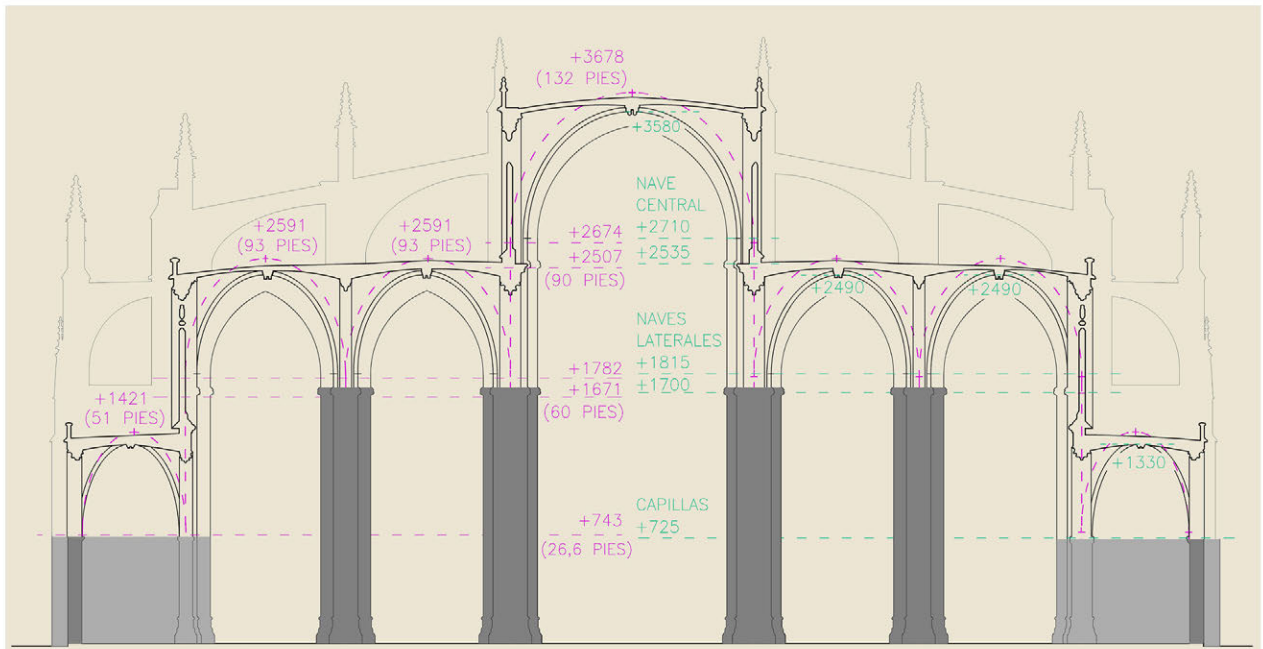 +3678
(132 PIES)
+3580
NAVE
CENTRAL
+2710
+2535
+2591
(93 PIES)
+2591
(93 PIES)
+2674
+2507
(90 PIES)
+2490
+2490
NAVES
LATERALES
+1815
+1700
+1782
+1671
(60 PIES)
+1421
(51 PIES)
+1330
CAPILLAS
+725
+743
(26,6 PIES)